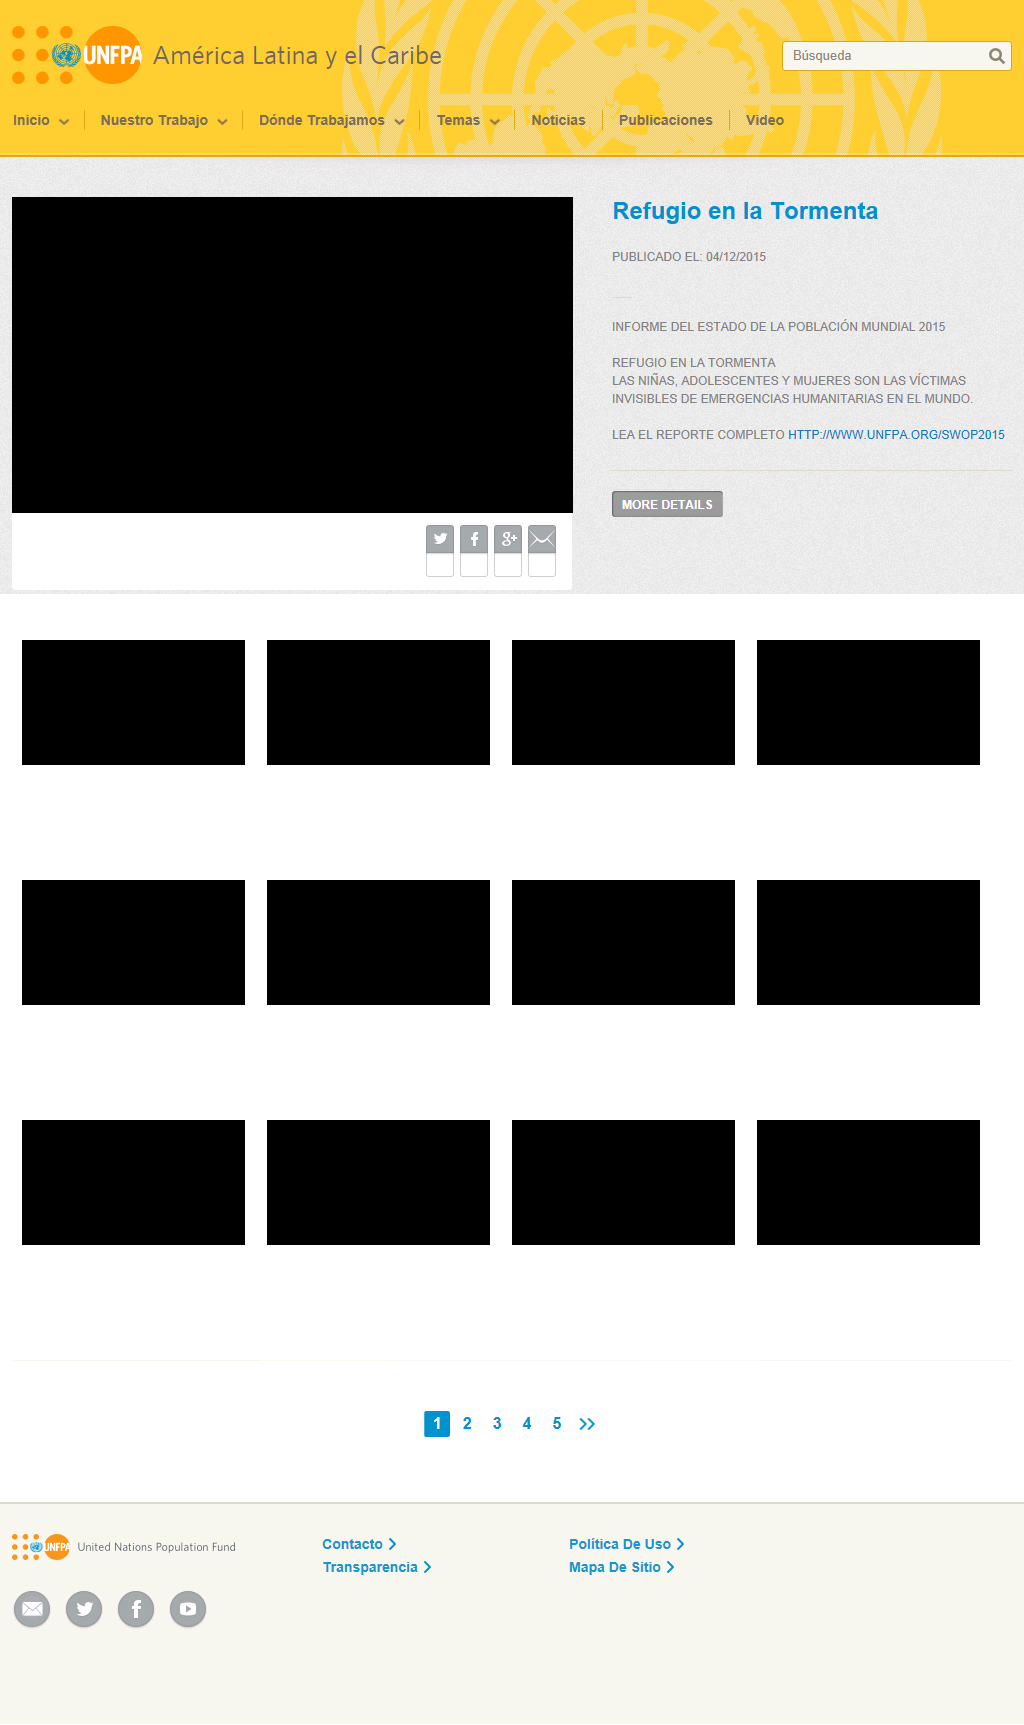 UNFPA América Latina y el Caribe
Búsqueda
Inicio Nuestro Trabajo Dónde Trabajamos Temas Noticias Publicaciones Video
Refugio en la Tormenta
PUBLICADO EL: 04/12/2015
INFORME DEL ESTADO DE LA POBLACIÓN MUNDIAL 2015
REFUGIO EN LA TORMENTA
LAS NIÑAS, ADOLESCENTES Y MUJERES SON LAS VÍCTIMAS
INVISIBLES DE EMERGENCIAS HUMANITARIAS EN EL MUNDO.
LEA EL REPORTE COMPLETO HTTP://WWW.UNFPA.ORG/SWOP2015
MORE DETAILS
1 2 3 4 5 >>
UNFPA United Nations Population Fund
Contacto
Transparencia
Política De Uso
Mapa De Sitio